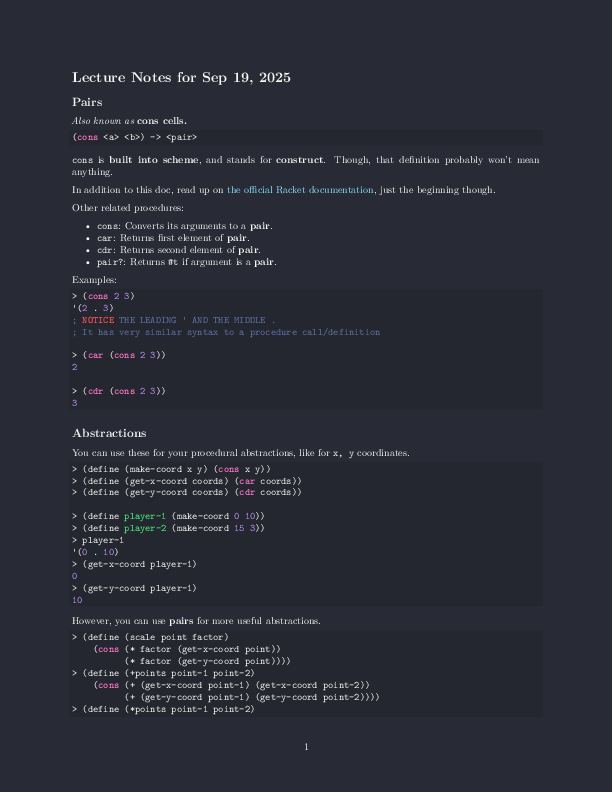 Lecture Notes for Sep 19, 2025
Pairs
Also known as cons cells.
(cons <a> <b>) -> <pair>
cons is built into scheme, and stands for construct. Though, that definition probably won't mean
anything.
In addition to this doc, read up on the official Racket documentation, just the beginning though.
Other related procedures:
• cons: Converts its arguments to a pair.
• car: Returns first element of pair.
• cdr: Returns second element of pair.
• pair?: Returns #t if argument is a pair.
Examples:
> (cons 2 3)
'(2 . 3)
; NOTICE THE LEADING ' AND THE MIDDLE .
; It has very similar syntax to a procedure call/definition
> (car (cons 2 3))
2
> (cdr (cons 2 3))
3
Abstractions
You can use these for your procedural abstractions, like for x, y coordinates.
> (define (make-coord x y) (cons x y))
> (define (get-x-coord coords) (car coords))
> (define (get-y-coord coords) (cdr coords))
> (define player-1 (make-coord 0 10))
> (define player-2 (make-coord 15 3))
> player-1
'(0 . 10)
> (get-x-coord player-1)
0
> (get-y-coord player-1)
10
However, you can use pairs for more useful abstractions.
> (define (scale point factor)
    (cons (* factor (get-x-coord point))
          (* factor (get-y-coord point))))
> (define (+points point-1 point-2)
    (cons (+ (get-x-coord point-1) (get-x-coord point-2))
          (+ (get-y-coord point-1) (get-y-coord point-2))))
> (define (*points point-1 point-2)
1